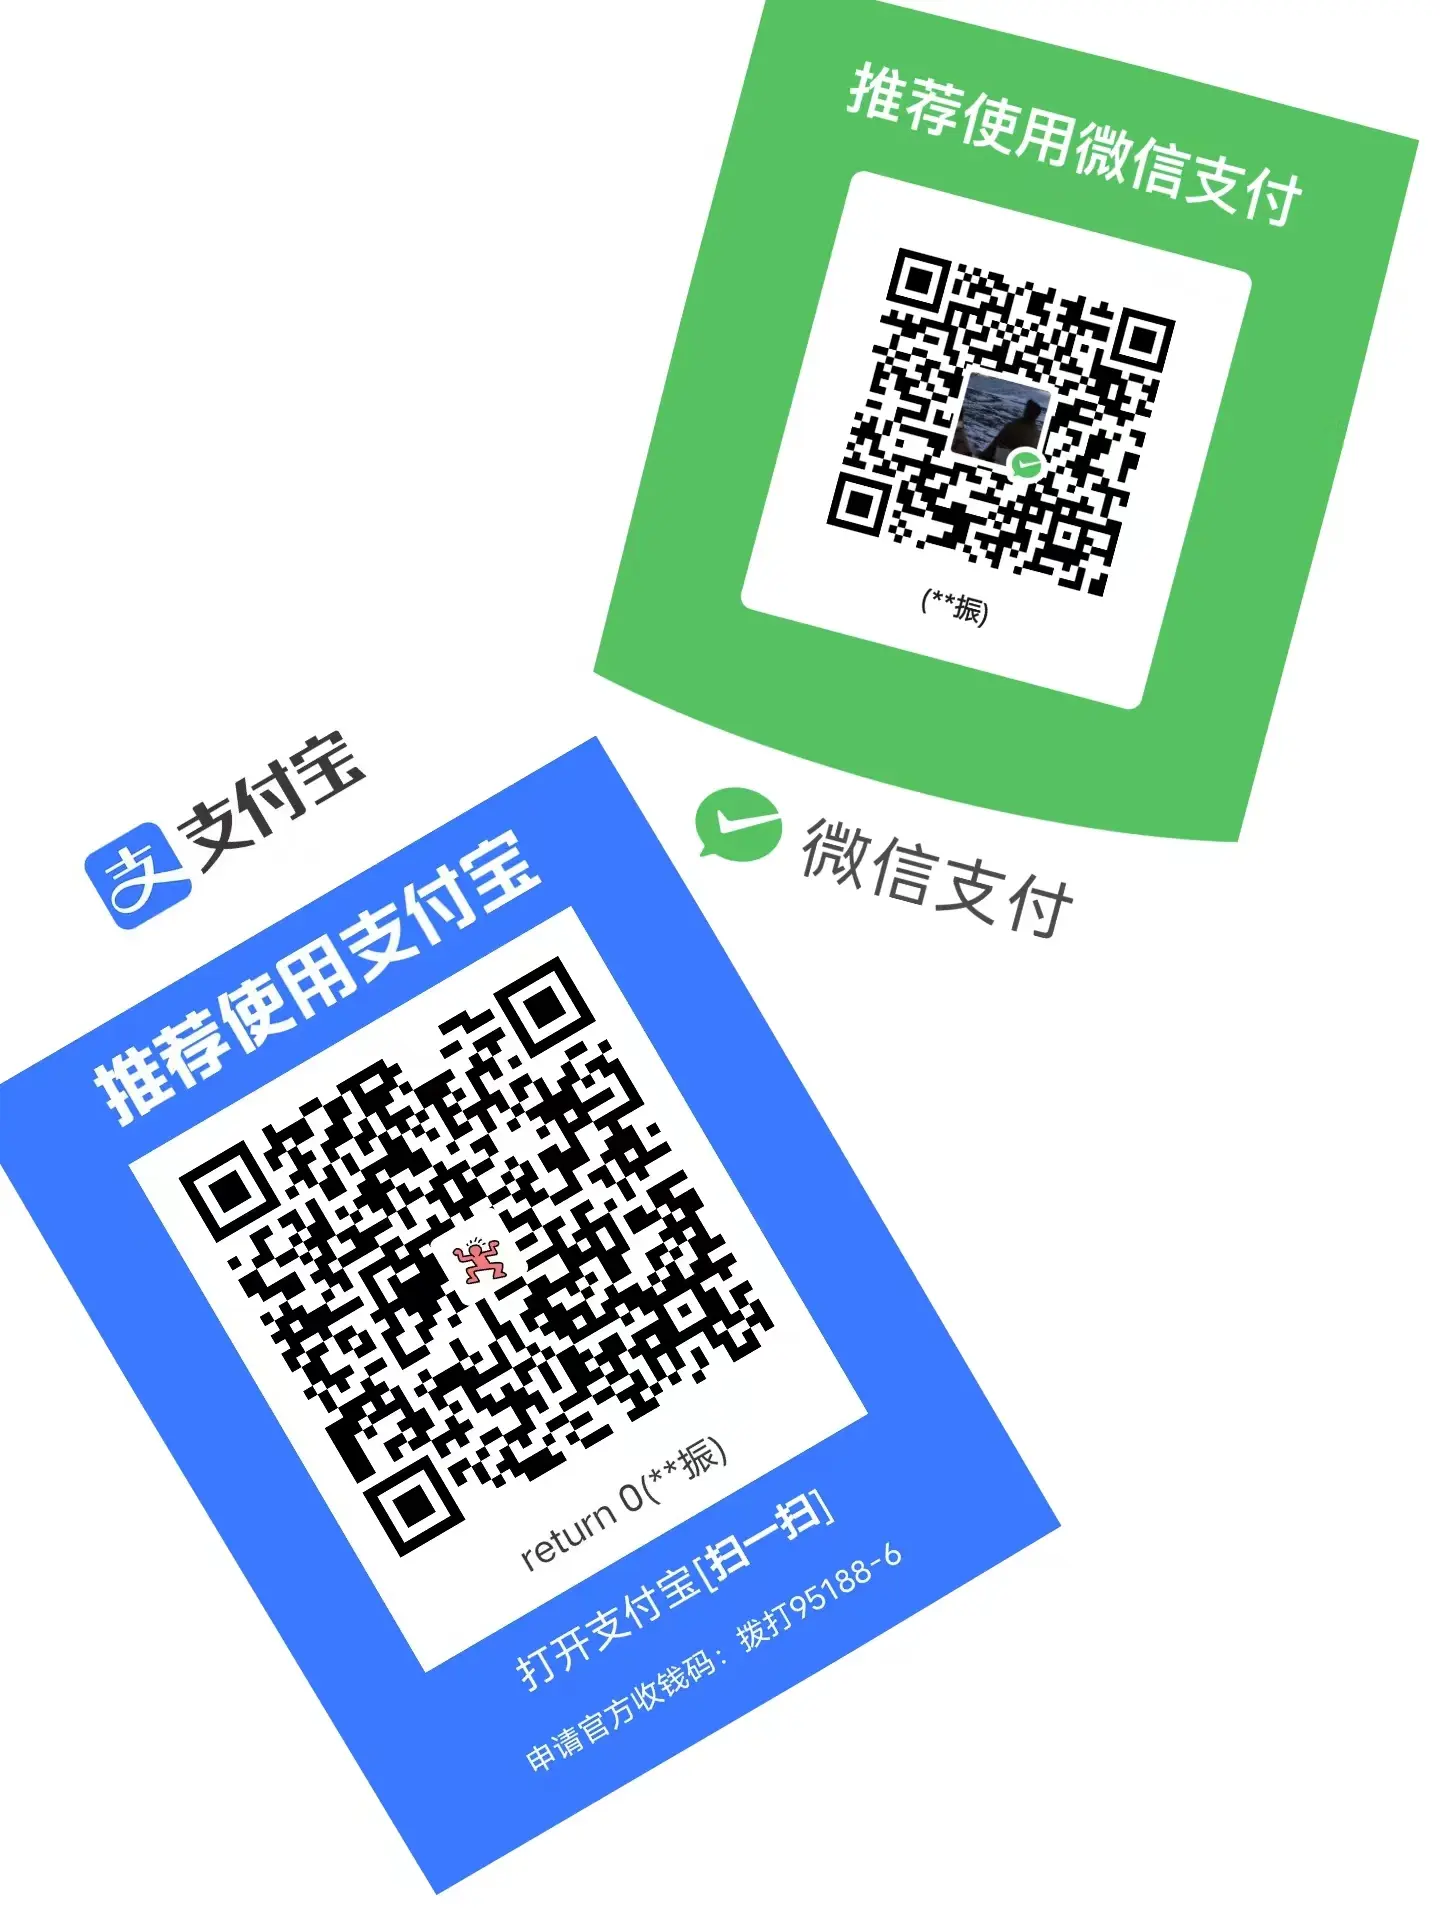 推荐使用微信支付
(**振)
微信支付
支付宝
推荐使用支付宝
return 0(**振)
打开支付宝[扫一扫]
申请官方收钱码：拨打95188-6